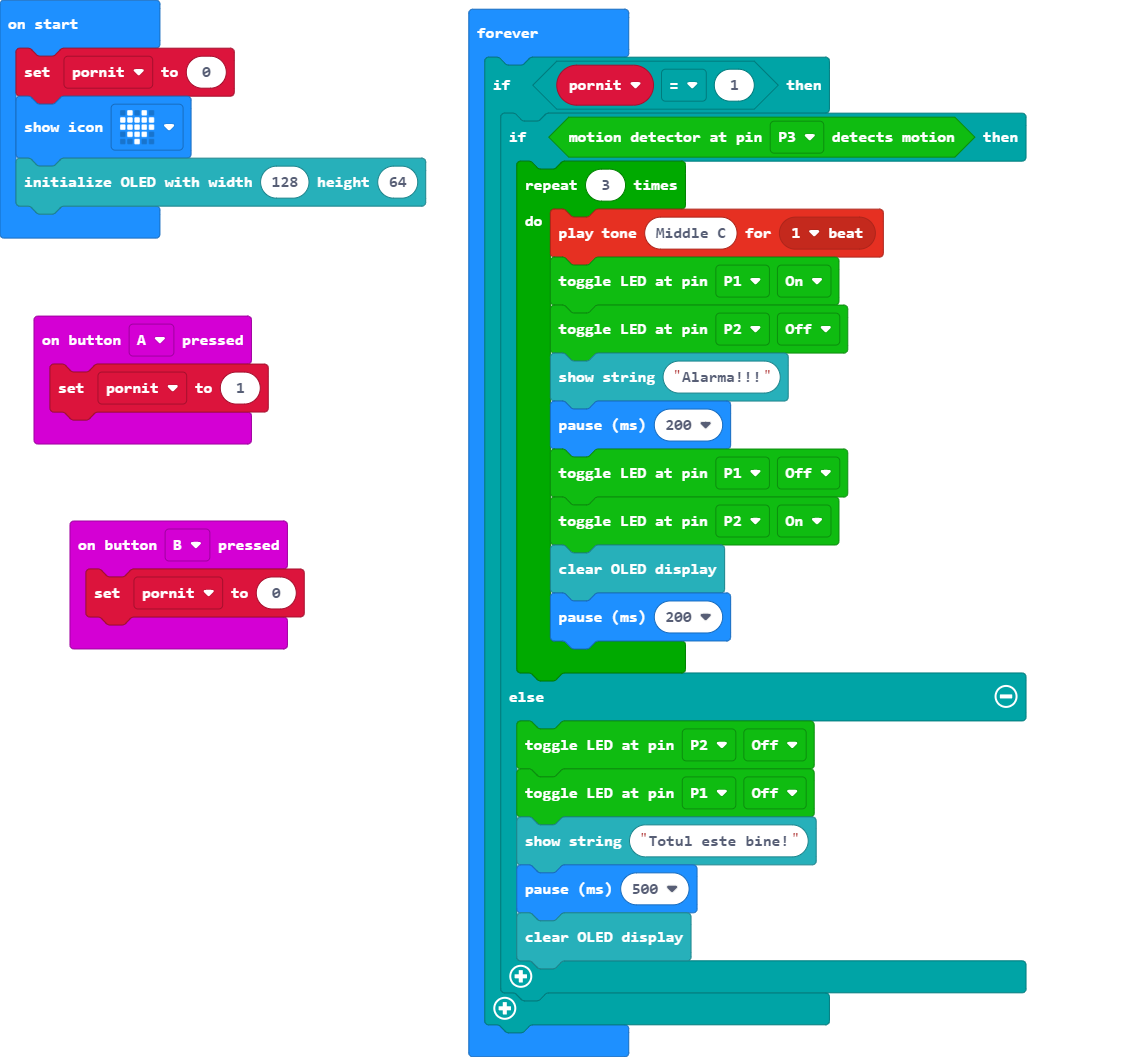 on start
set pornit to 0
show icon
initialize OLED with width 128 height 64
on button A pressed
set pornit to 1
on button B pressed
set pornit to 0
forever
if pornit = 1 then
if motion detector at pin P3 detects motion then
repeat 3 times
do
play tone Middle C for 1 beat
toggle LED at pin P1 On
toggle LED at pin P2 Off
show string "Alarma!!!"
pause (ms) 200
toggle LED at pin P1 Off
toggle LED at pin P2 On
clear OLED display
pause (ms) 200
else
toggle LED at pin P2 Off
toggle LED at pin P1 Off
show string "Totul este bine!"
pause (ms) 500
clear OLED display